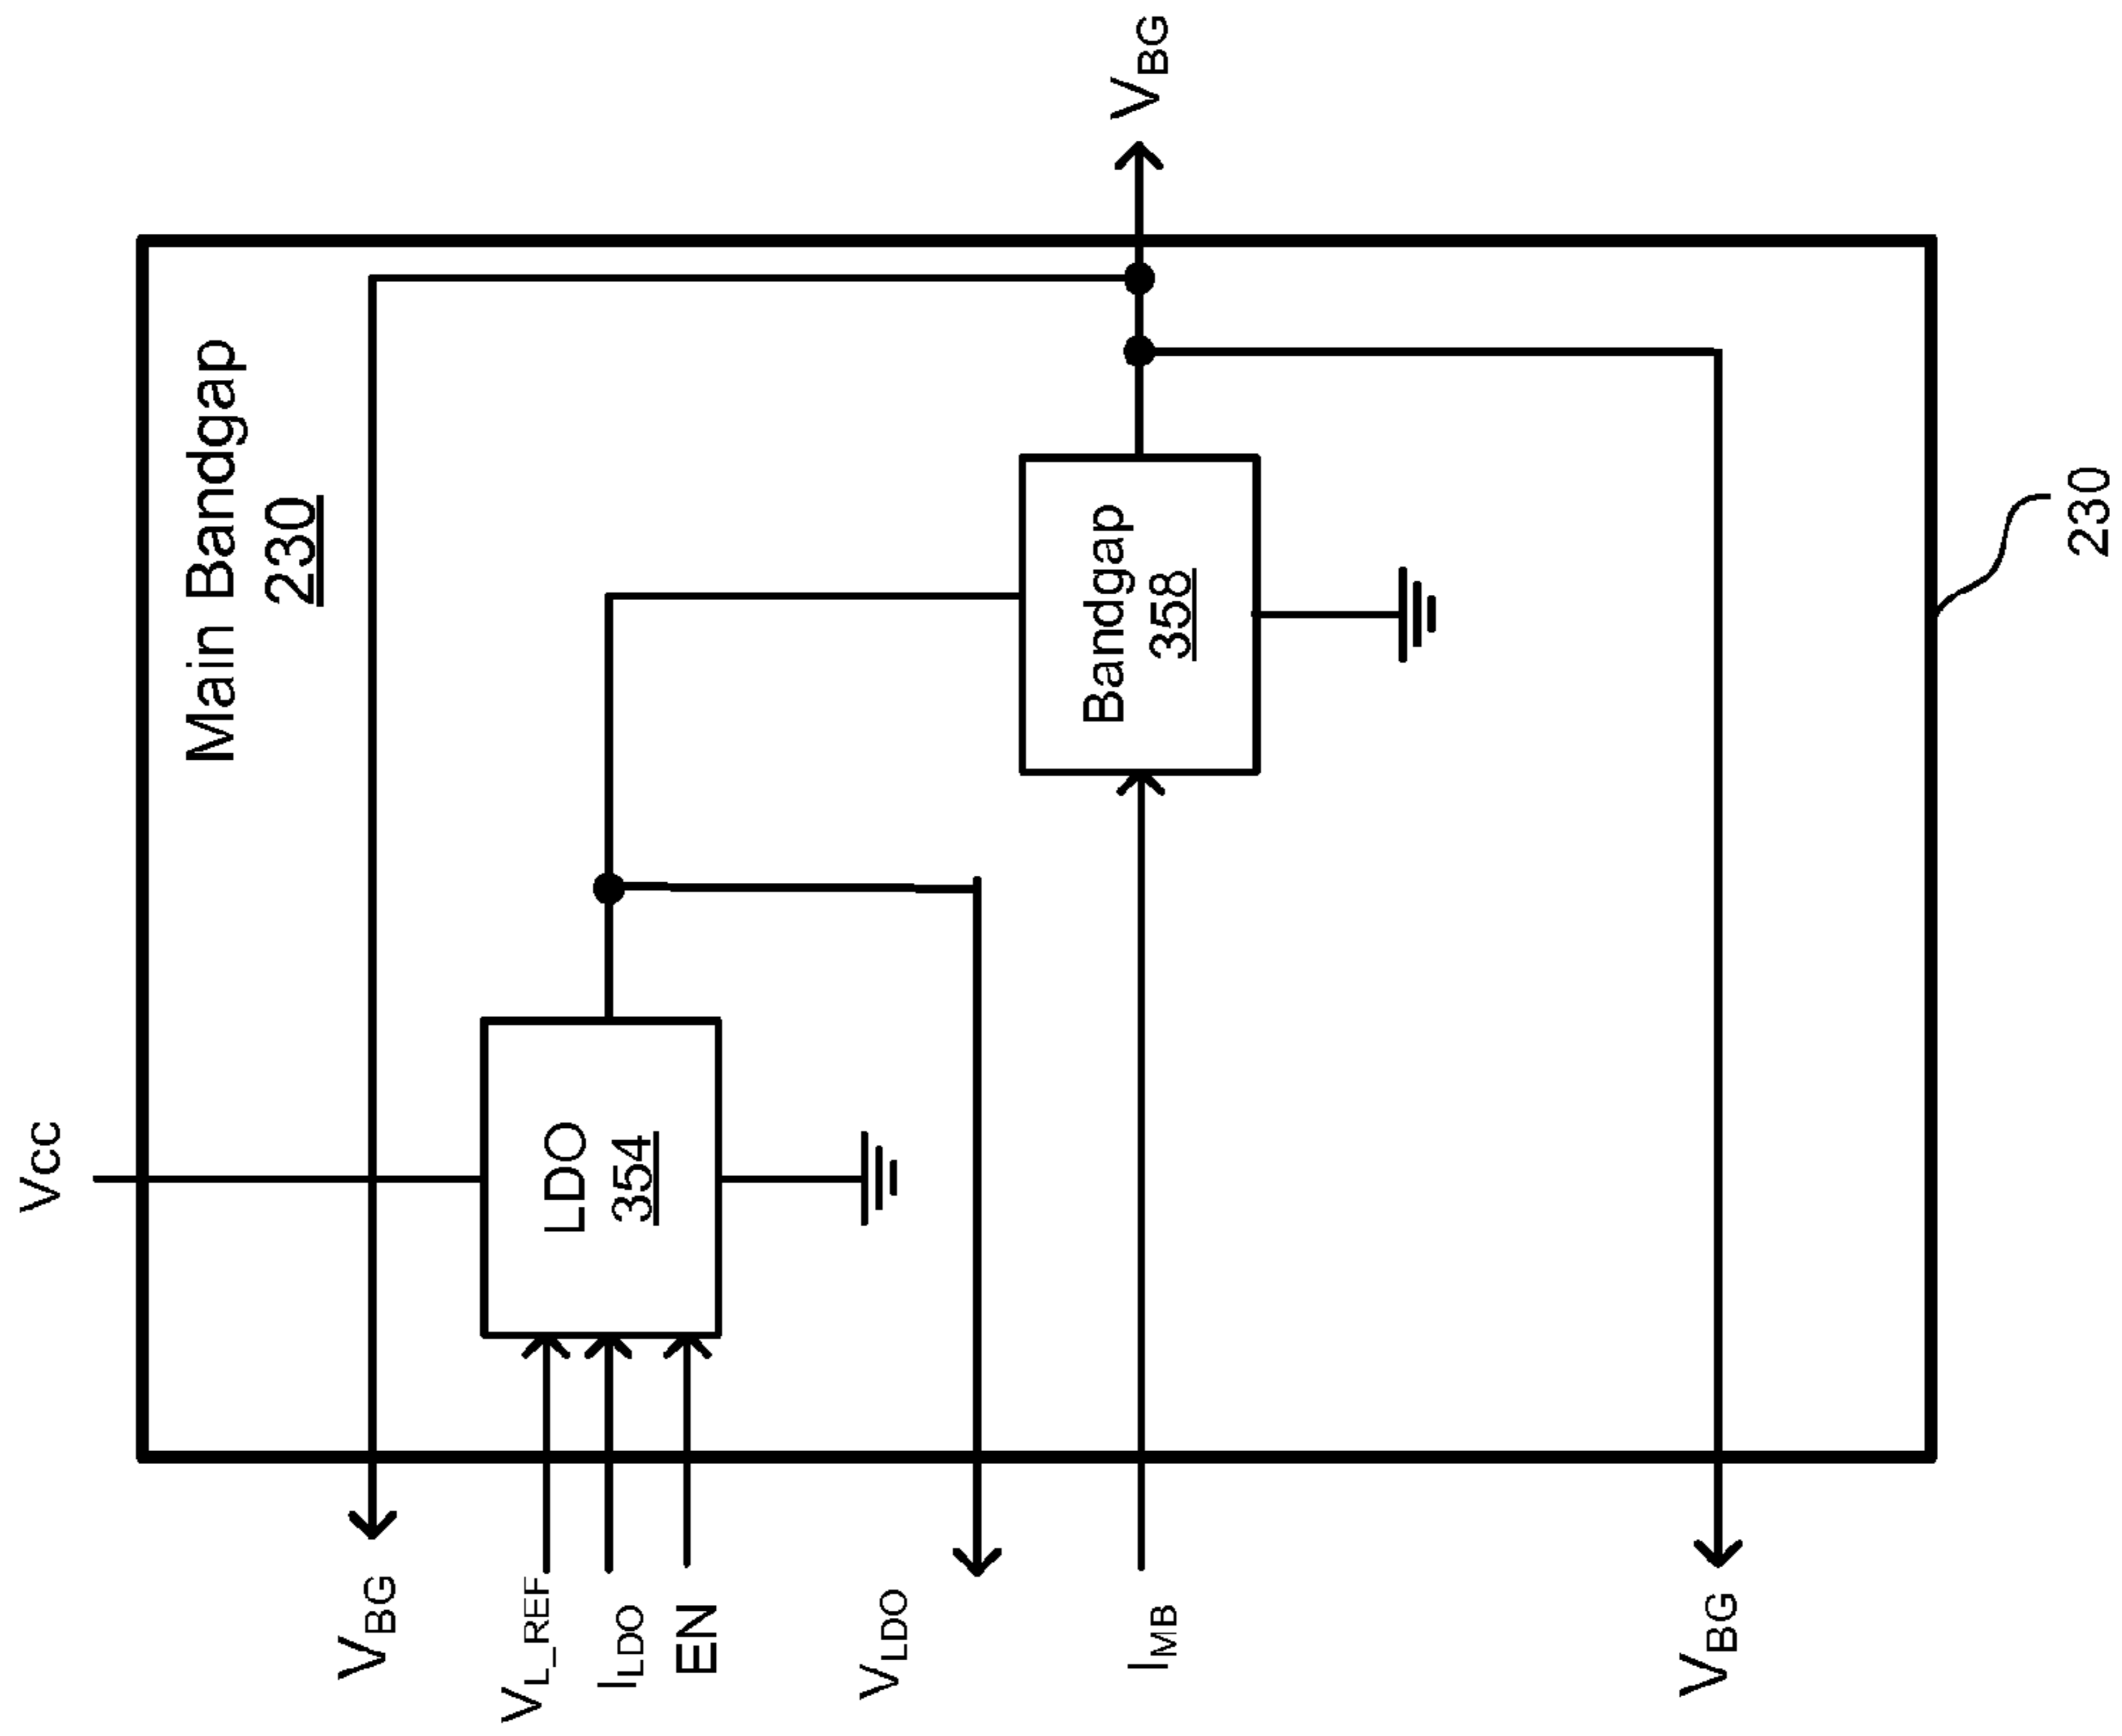 Vcc
Main Bandgap
230
VBG
VL_REF
ILDO
EN
LDO
354
VLDO
IMB
Bandgap
358
VBG
VBG
230